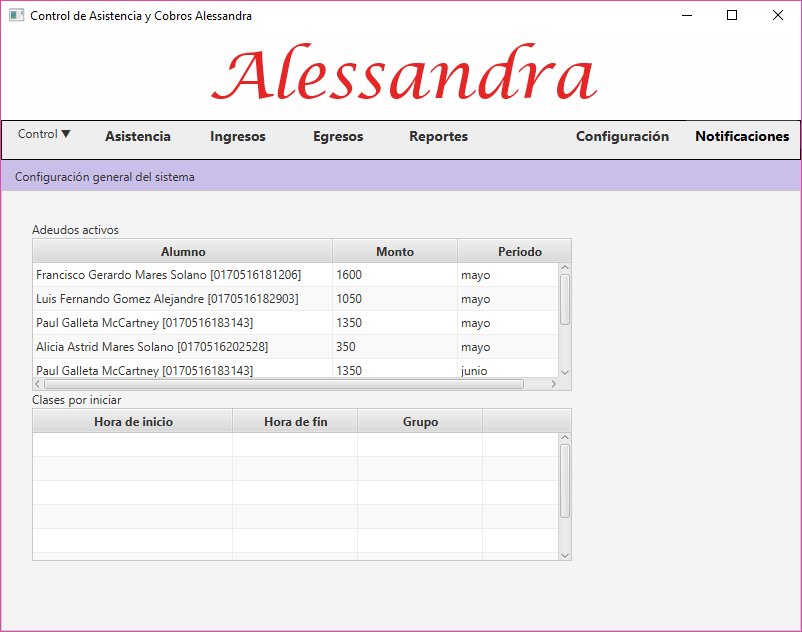 Control de Asistencia y Cobros Alessandra
Alessandra
Control ▼ Asistencia Ingresos Egresos Reportes Configuración Notificaciones
Configuración general del sistema
Adeudos activos
Alumno Monto Periodo
Francisco Gerardo Mares Solano [0170516181206] 1600 mayo
Luis Fernando Gomez Alejandre [0170516182903] 1050 mayo
Paul Galleta McCartney [0170516183143] 1350 mayo
Alicia Astrid Mares Solano [0170516202528] 350 mayo
Paul Galleta McCartney [0170516183143] 1350 junio
Clases por iniciar
Hora de inicio Hora de fin Grupo